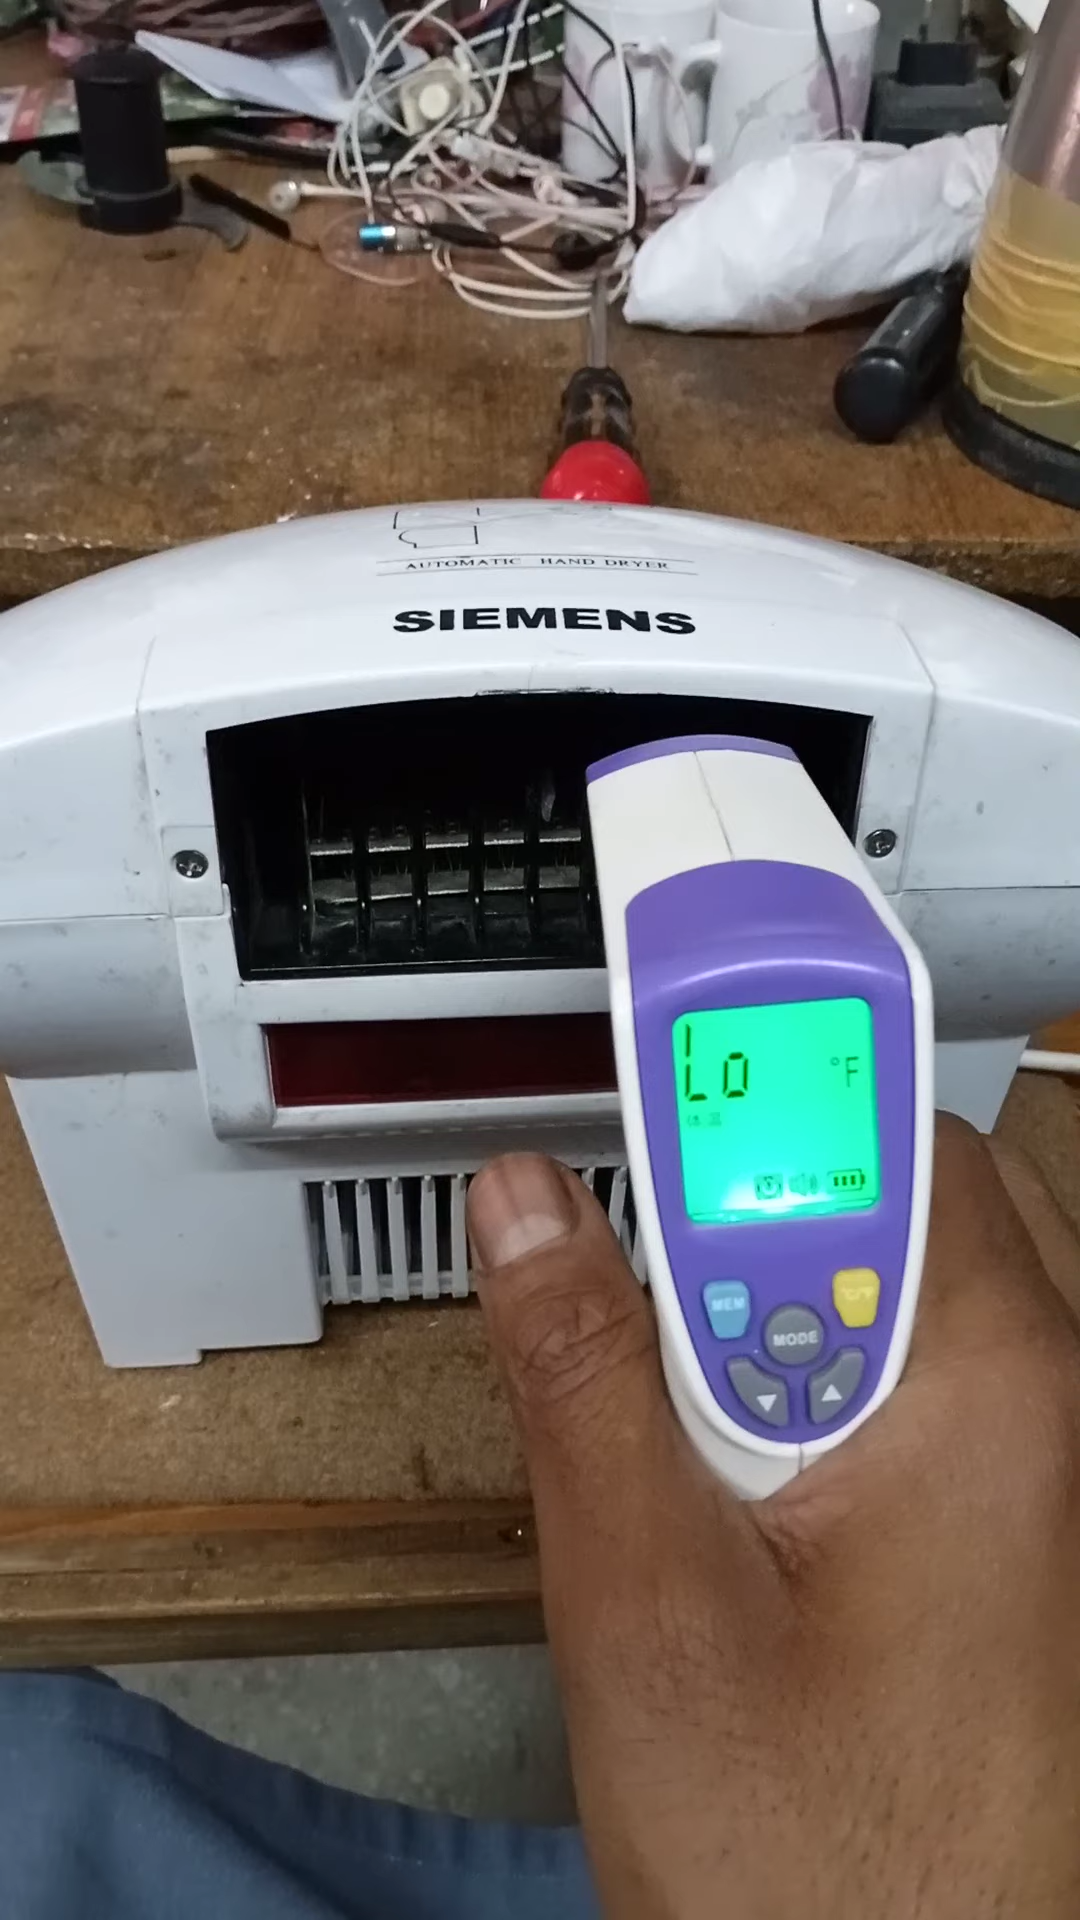 AUTOMATIC HAND DRYER
SIEMENS
Lo °F
MEM
MODE
°C/°F